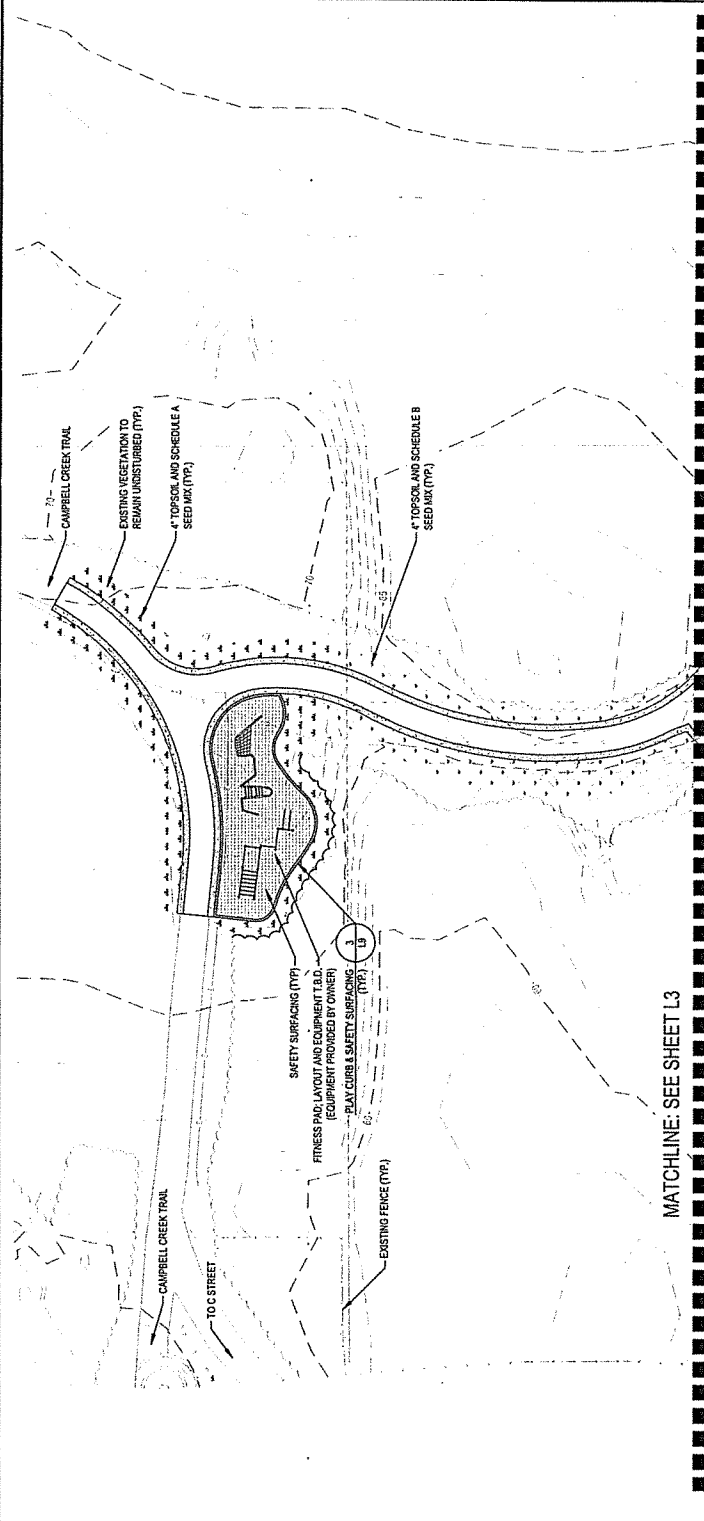 CAMPBELL CREEK TRAIL
70
EXISTING VEGETATION TO
REMAIN UNDISTURBED (TYP.)
4" TOPSOIL AND SCHEDULE A
SEED MIX (TYP.)
70
65
4" TOPSOIL AND SCHEDULE B
SEED MIX (TYP.)
SAFETY SURFACING (TYP)
FITNESS PAD; LAYOUT AND EQUIPMENT T.B.D.
(EQUIPMENT PROVIDED BY OWNER)
3
L9
PLAY CURB & SAFETY SURFACING
(TYP.)
60
EXISTING FENCE (TYP.)
CAMPBELL CREEK TRAIL
TO C STREET
MATCHLINE: SEE SHEET L3